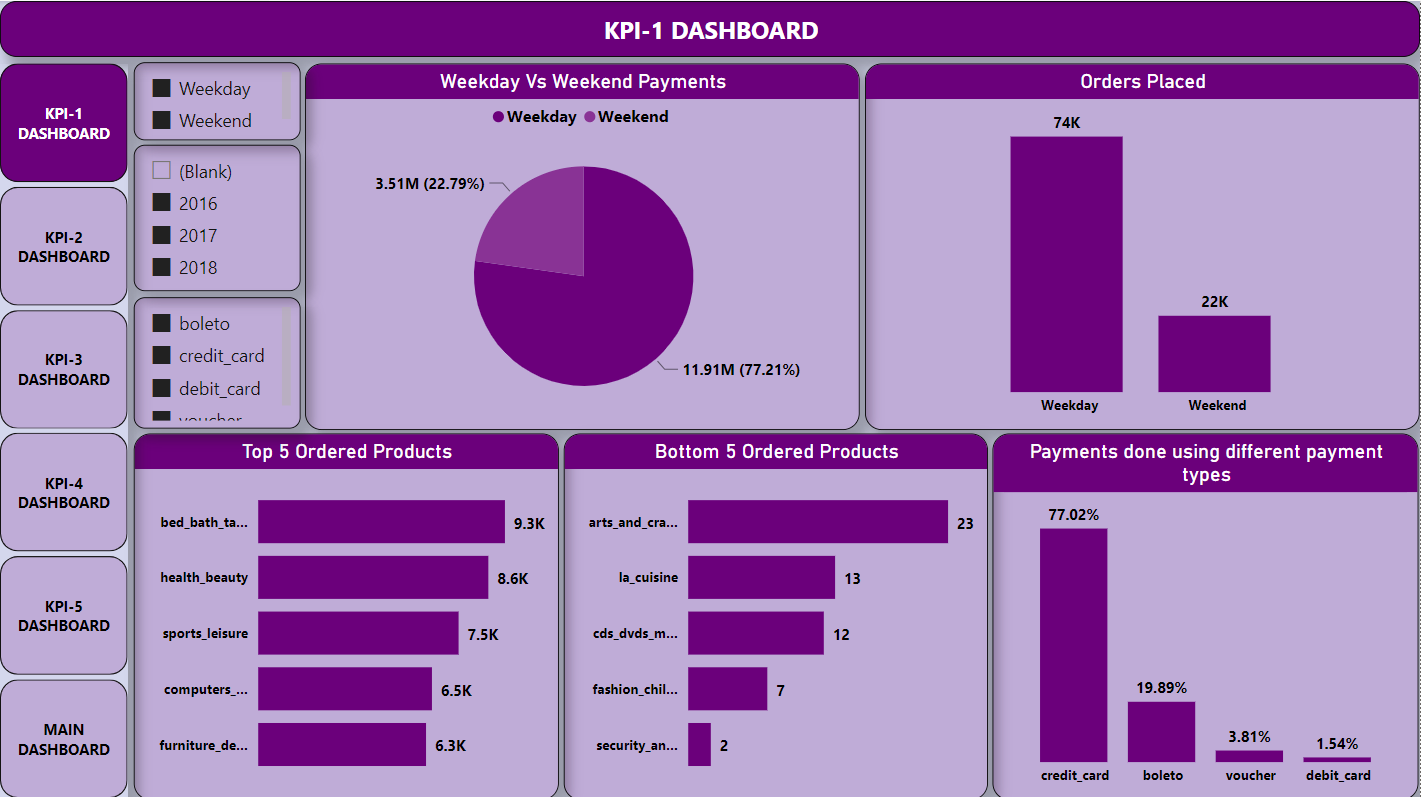 KPI-1 DASHBOARD
KPI-1
DASHBOARD
KPI-2
DASHBOARD
KPI-3
DASHBOARD
KPI-4
DASHBOARD
KPI-5
DASHBOARD
MAIN
DASHBOARD
Weekday
Weekend
(Blank)
2016
2017
2018
boleto
credit_card
debit_card
voucher
Weekday Vs Weekend Payments
Weekday Weekend
3.51M (22.79%)
11.91M (77.21%)
Orders Placed
74K
22K
Weekday Weekend
Top 5 Ordered Products
bed_bath_ta... 9.3K
health_beauty 8.6K
sports_leisure 7.5K
computers_... 6.5K
furniture_de... 6.3K
Bottom 5 Ordered Products
arts_and_cra... 23
la_cuisine 13
cds_dvds_m... 12
fashion_chil... 7
security_an... 2
Payments done using different payment
types
77.02%
19.89%
3.81%
1.54%
credit_card boleto voucher debit_card